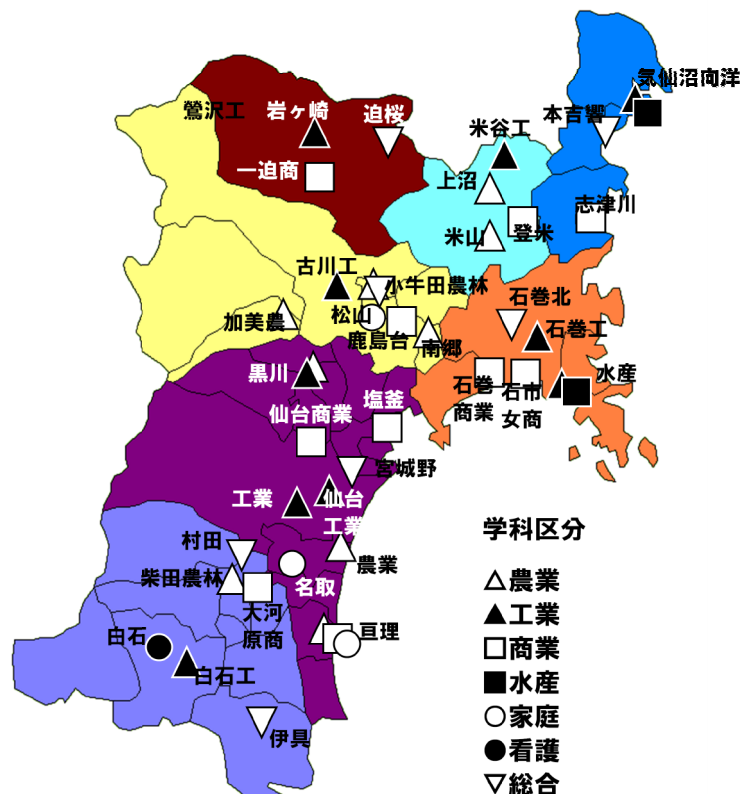 気仙沼向洋
鶯沢工
岩ヶ崎
迫桜
本吉響
米谷工
一迫商
上沼
志津川
米山
登米
古川工
小牛田農林
石巻北
加美農
松山
石巻工
鹿島台
南郷
黒川
水産
石巻
商業
石市
女商
塩釜
仙台商業
宮城野
工業
仙台
工業
学科区分
村田
農業
柴田農林
名取
△農業
▲工業
大河
原商
亘理
白石
□商業
白石工
■水産
○家庭
伊具
●看護
▽総合